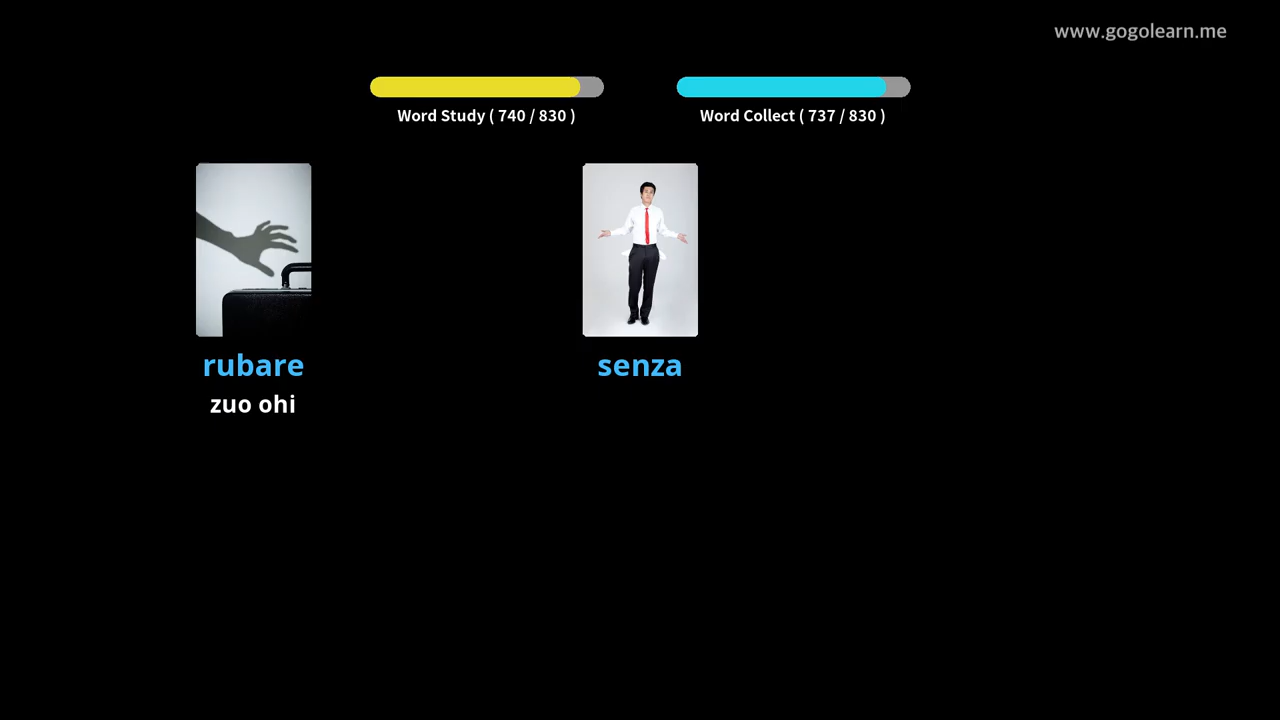 www.gogolearn.me
Word Study ( 740 / 830 )
Word Collect ( 737 / 830 )
rubare
senza
zuo ohi